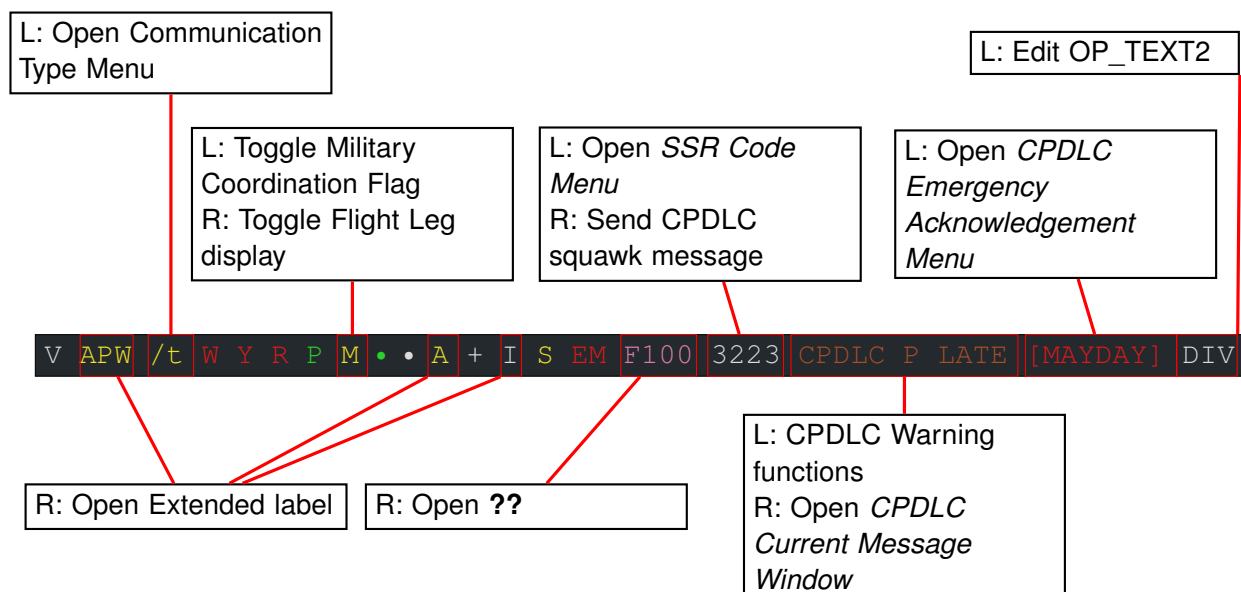 L: Open Communication
Type Menu
L: Edit OP_TEXT2
L: Toggle Military
Coordination Flag
R: Toggle Flight Leg
display
L: Open SSR Code
Menu
R: Send CPDLC
squawk message
L: Open CPDLC
Emergency
Acknowledgement
Menu
V APW /t W Y R P M • • A + I S EM F100 3223 CPDLC P LATE [MAYDAY] DIV
R: Open Extended label
R: Open ??
L: CPDLC Warning
functions
R: Open CPDLC
Current Message
Window